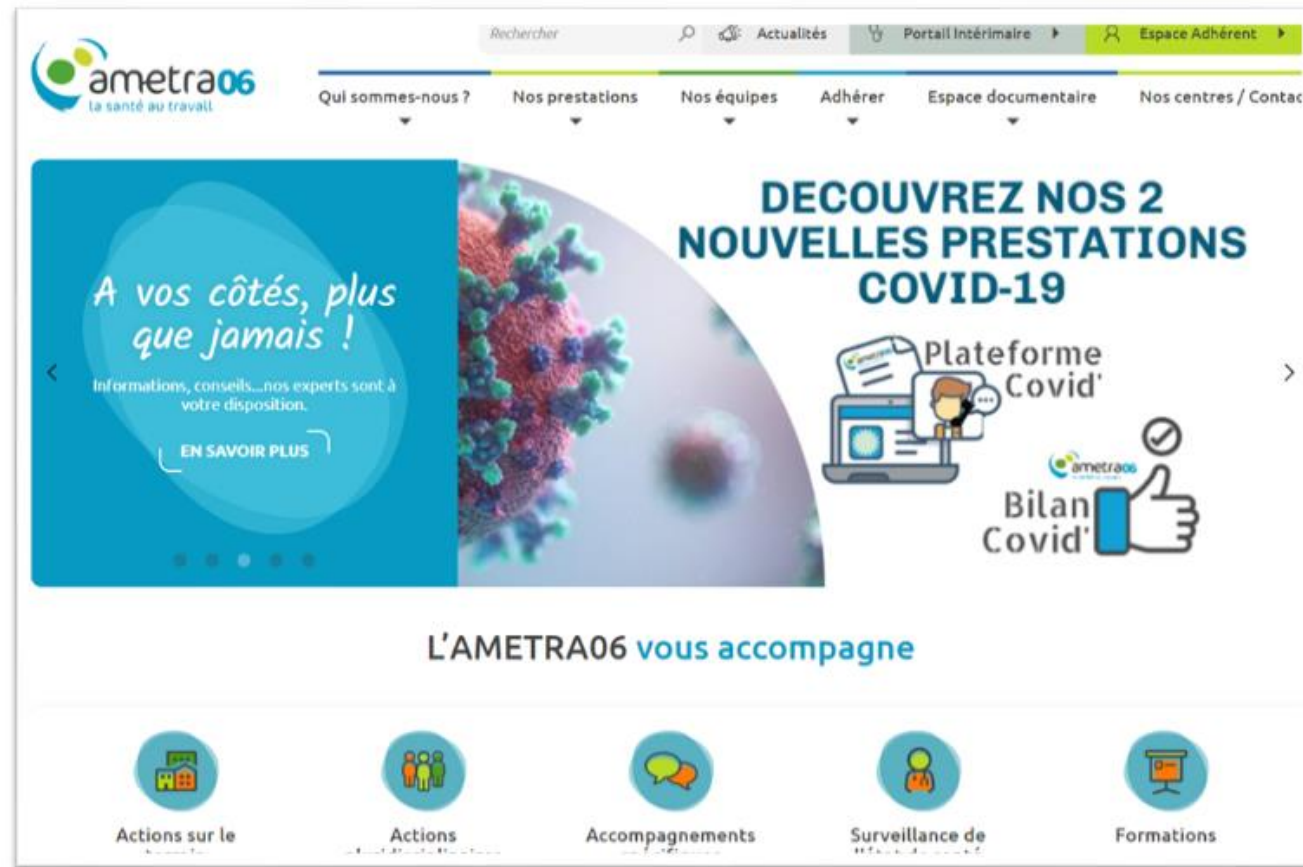 Rechercher
Actualités
Portail Intérimaire
Espace Adhérent
ametra06
la santé au travail
Qui sommes-nous ?
Nos prestations
Nos équipes
Adhérer
Espace documentaire
Nos centres / Contac
A vos côtés, plus
que jamais !
Informations, conseils...nos experts sont à
votre disposition.
EN SAVOIR PLUS
DECOUVREZ NOS 2
NOUVELLES PRESTATIONS
COVID-19
Plateforme
Covid'
ametra06
Bilan
Covid'
L'AMETRA06 vous accompagne
Actions sur le
Actions
Accompagnements
Surveillance de
Formations